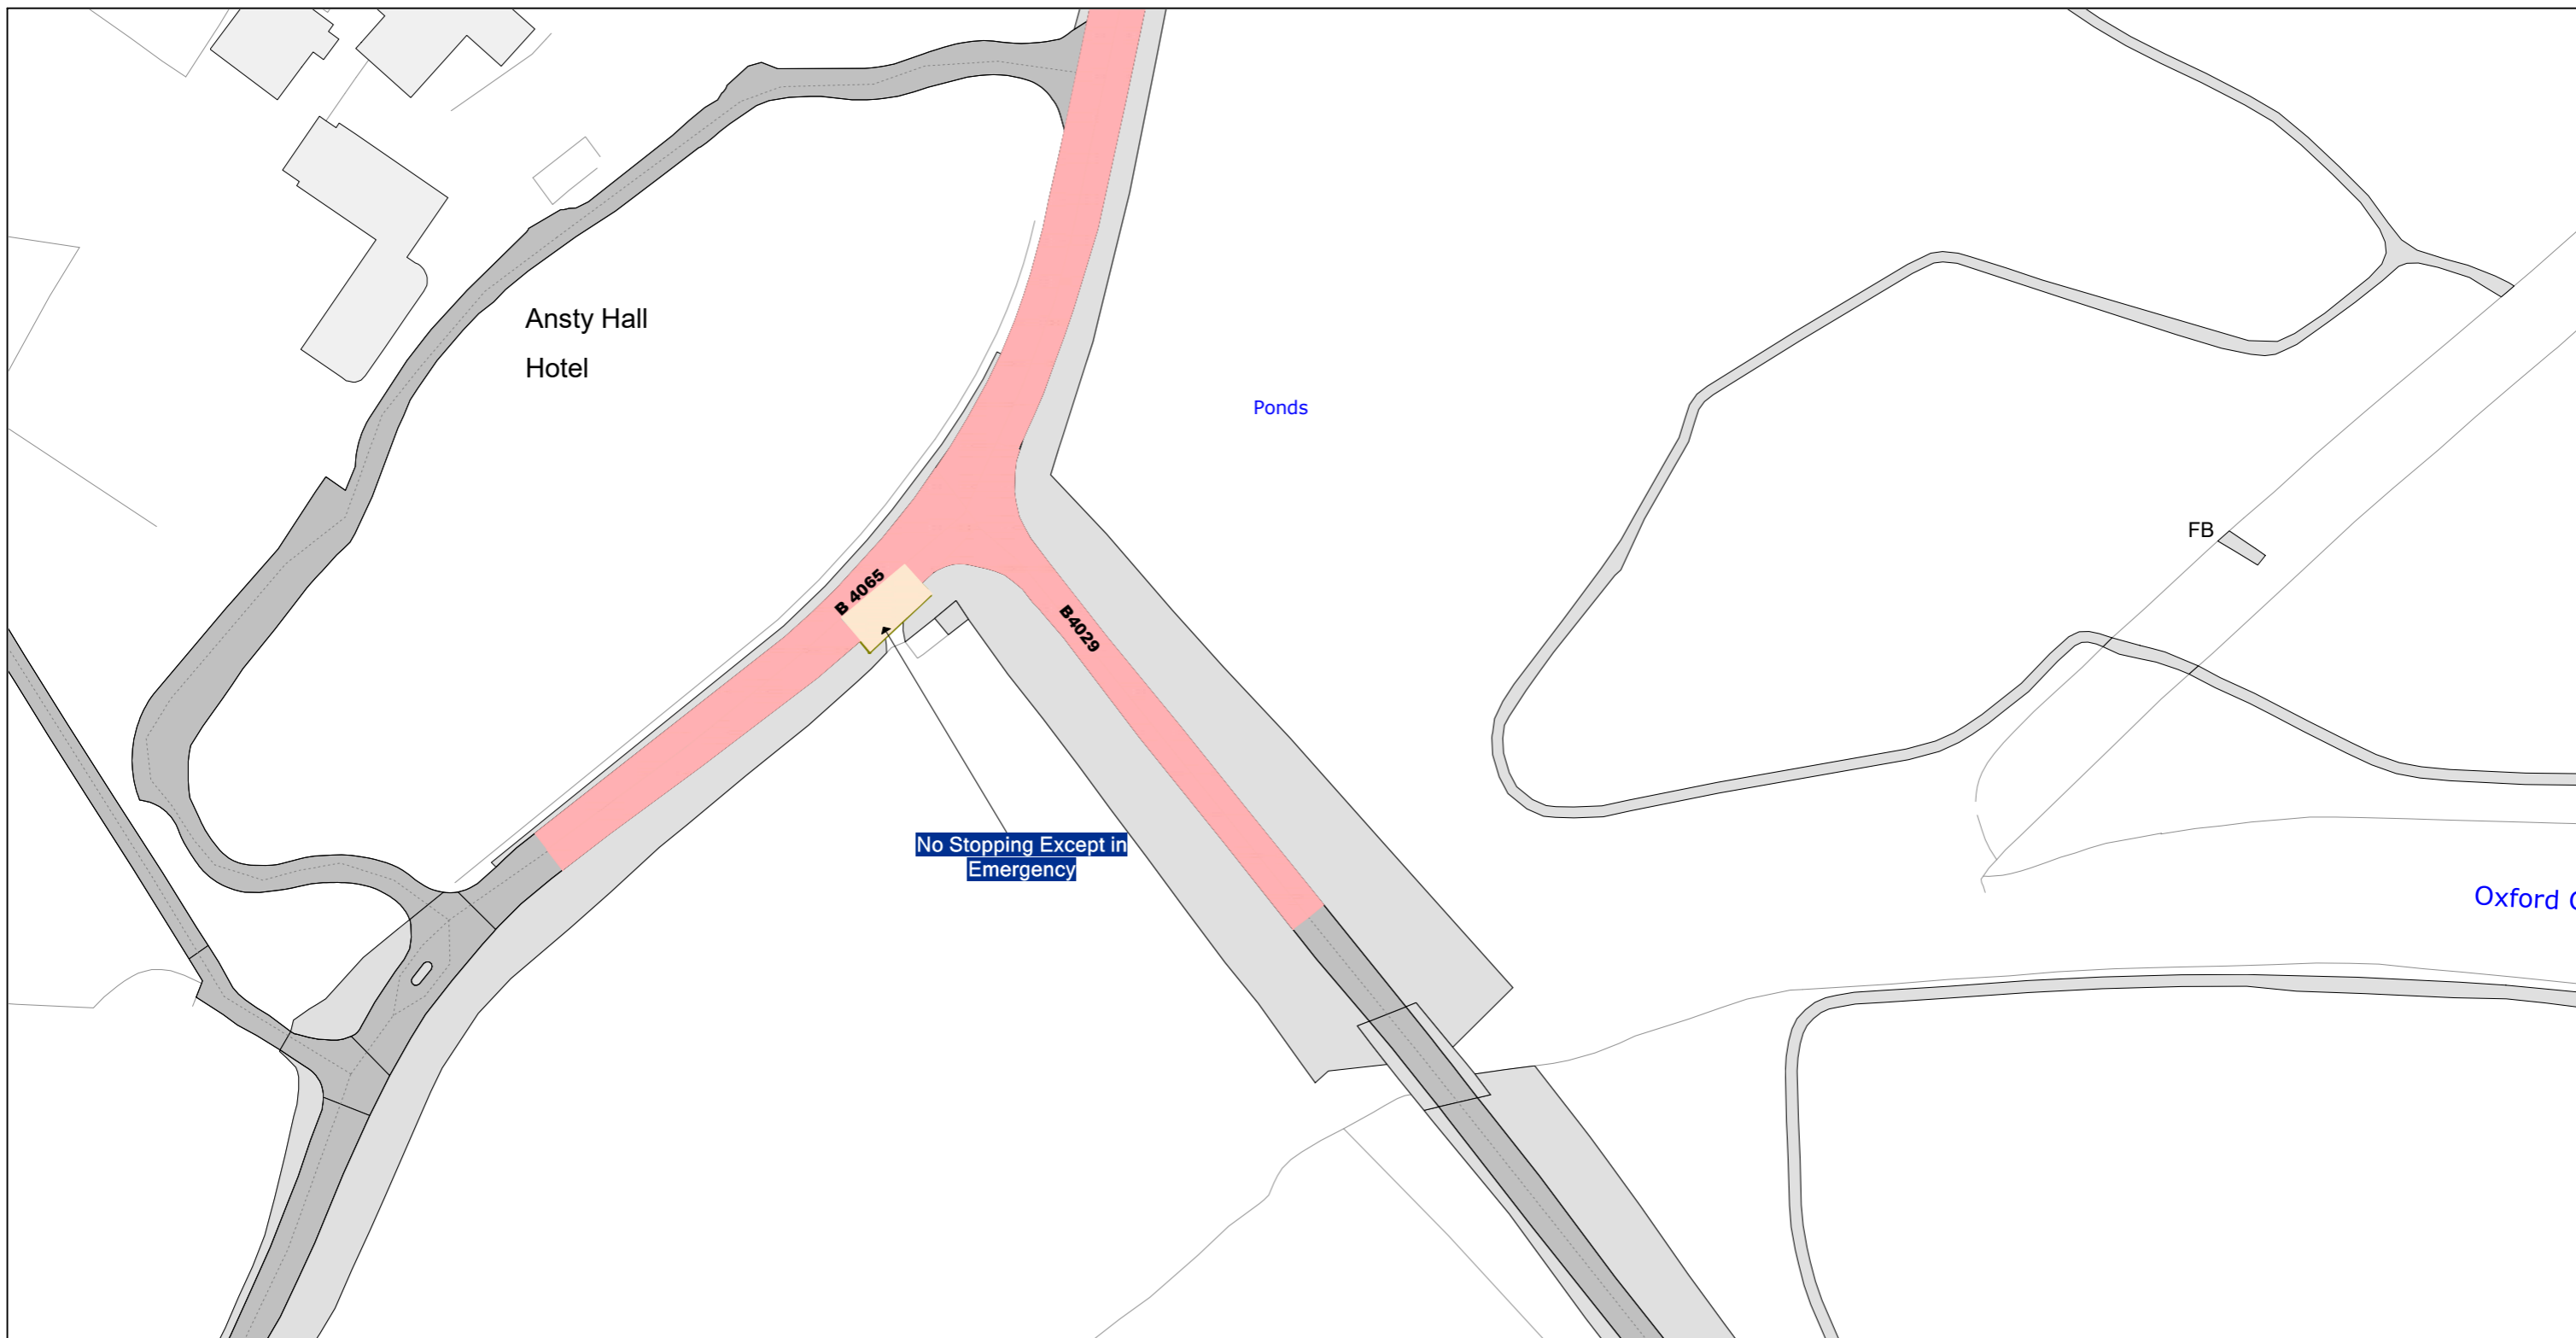 Ansty Hall
Hotel
Ponds
FB
B 4065
B4029
No Stopping Except in
Emergency
Oxford